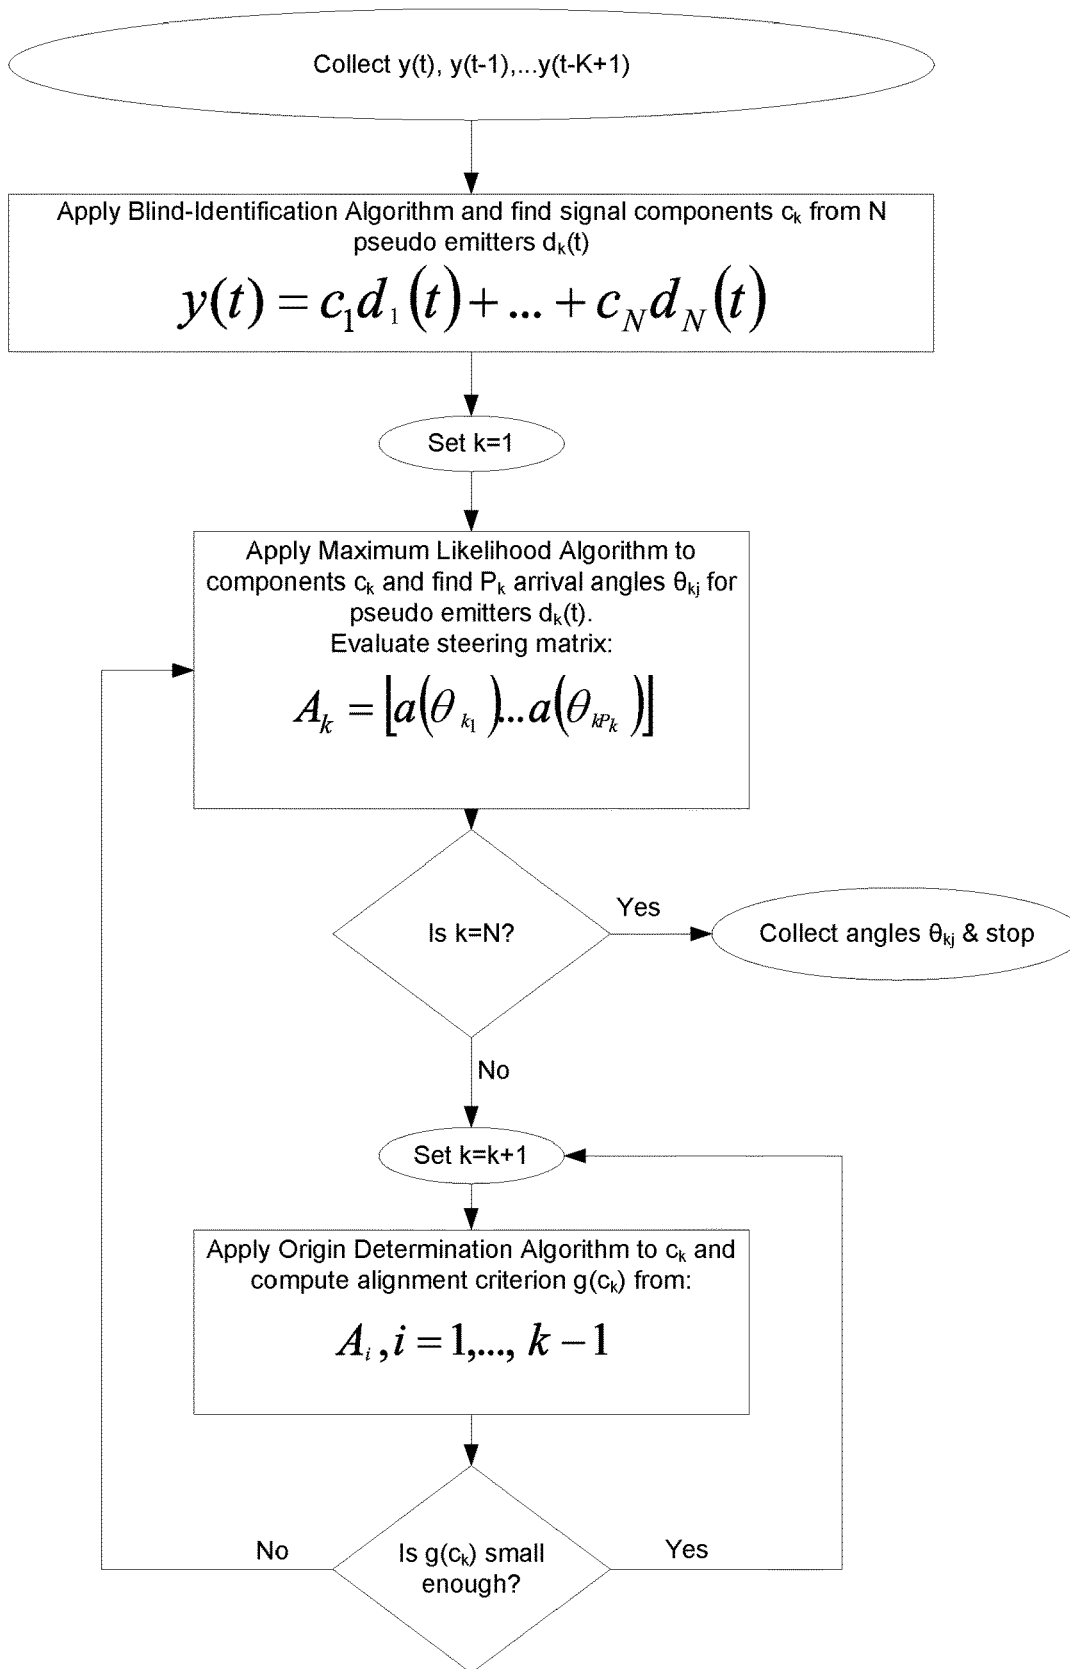 Collect y(t), y(t-1),...y(t-K+1)
Apply Blind-Identification Algorithm and find signal components cₖ from N
pseudo emitters dₖ(t)
y(t) = c₁d₁(t)+...+c_N d_N(t)
Set k=1
Apply Maximum Likelihood Algorithm to
components cₖ and find Pₖ arrival angles θₖⱼ for
pseudo emitters dₖ(t).
Evaluate steering matrix:
Aₖ = ⌊a(θₖ₁)...a(θ_kPₖ)⌋
Is k=N?
Yes
Collect angles θₖⱼ & stop
No
Set k=k+1
Apply Origin Determination Algorithm to cₖ and
compute alignment criterion g(cₖ) from:
Aᵢ,i=1,..., k−1
Is g(cₖ) small
enough?
No
Yes